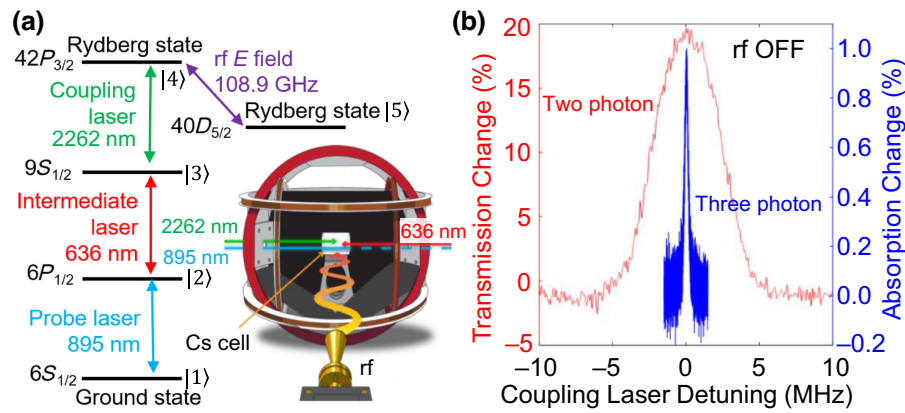 (a)
Rydberg state
42P3/2
|4⟩
rf E field
108.9 GHz
Coupling
laser
2262 nm
Rydberg state |5⟩
40D5/2
9S1/2
|3⟩
Intermediate
laser
636 nm
2262 nm
636 nm
895 nm
6P1/2
|2⟩
Probe laser
895 nm
Cs cell
rf
6S1/2
|1⟩
Ground state
(b)
Transmission Change (%)
20
15
10
5
0
–5
rf OFF
Two photon
Three photon
1.0
0.8
0.6
0.4
0.2
0.0
–0.2
Absorption Change (%)
–10
–5
0
5
10
Coupling Laser Detuning (MHz)